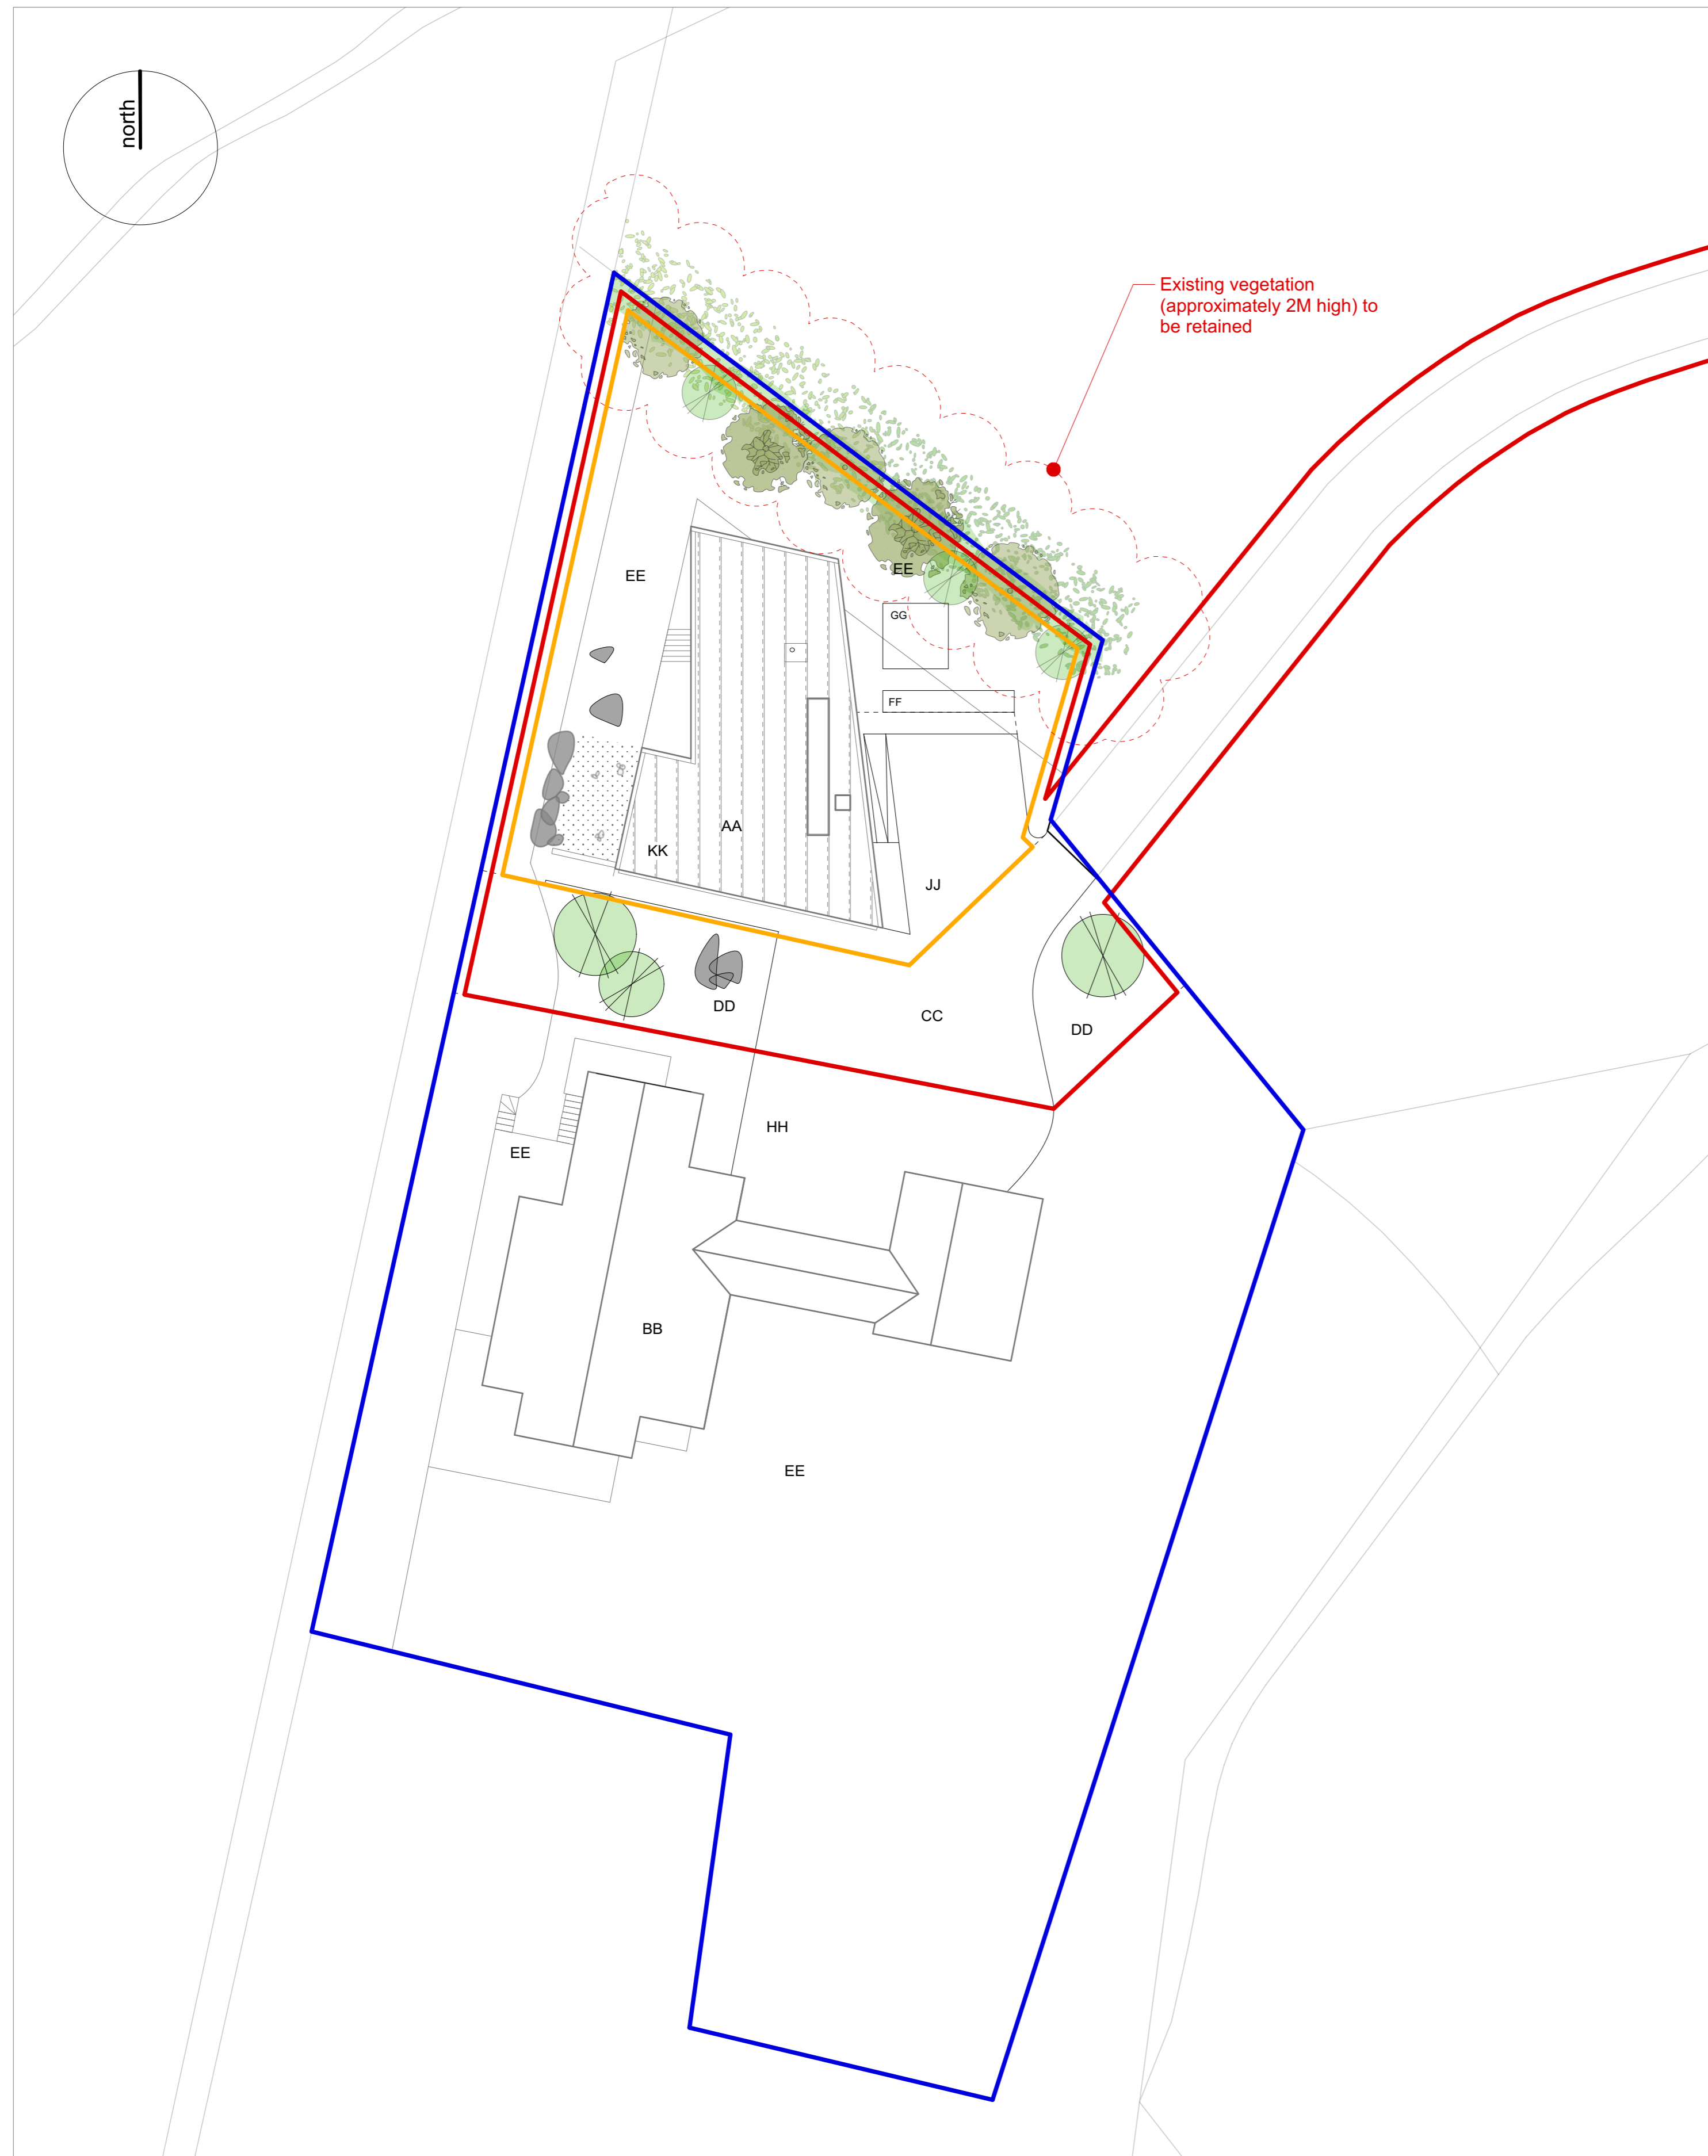 north
Existing vegetation
(approximately 2M high) to
be retained
EE
EE
GG
FF
AA
KK
JJ
DD
CC
DD
HH
EE
BB
EE